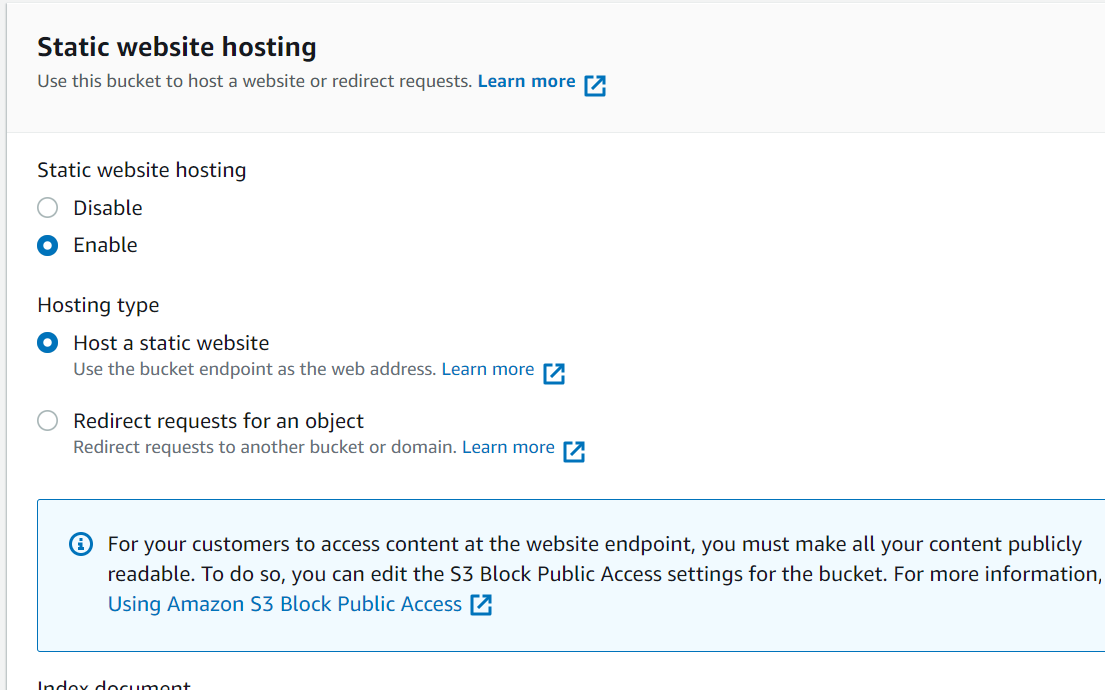 Static website hosting
Use this bucket to host a website or redirect requests. Learn more
Static website hosting
Disable
Enable
Hosting type
Host a static website
Use the bucket endpoint as the web address. Learn more
Redirect requests for an object
Redirect requests to another bucket or domain. Learn more
For your customers to access content at the website endpoint, you must make all your content publicly
readable. To do so, you can edit the S3 Block Public Access settings for the bucket. For more information,
Using Amazon S3 Block Public Access
Index document